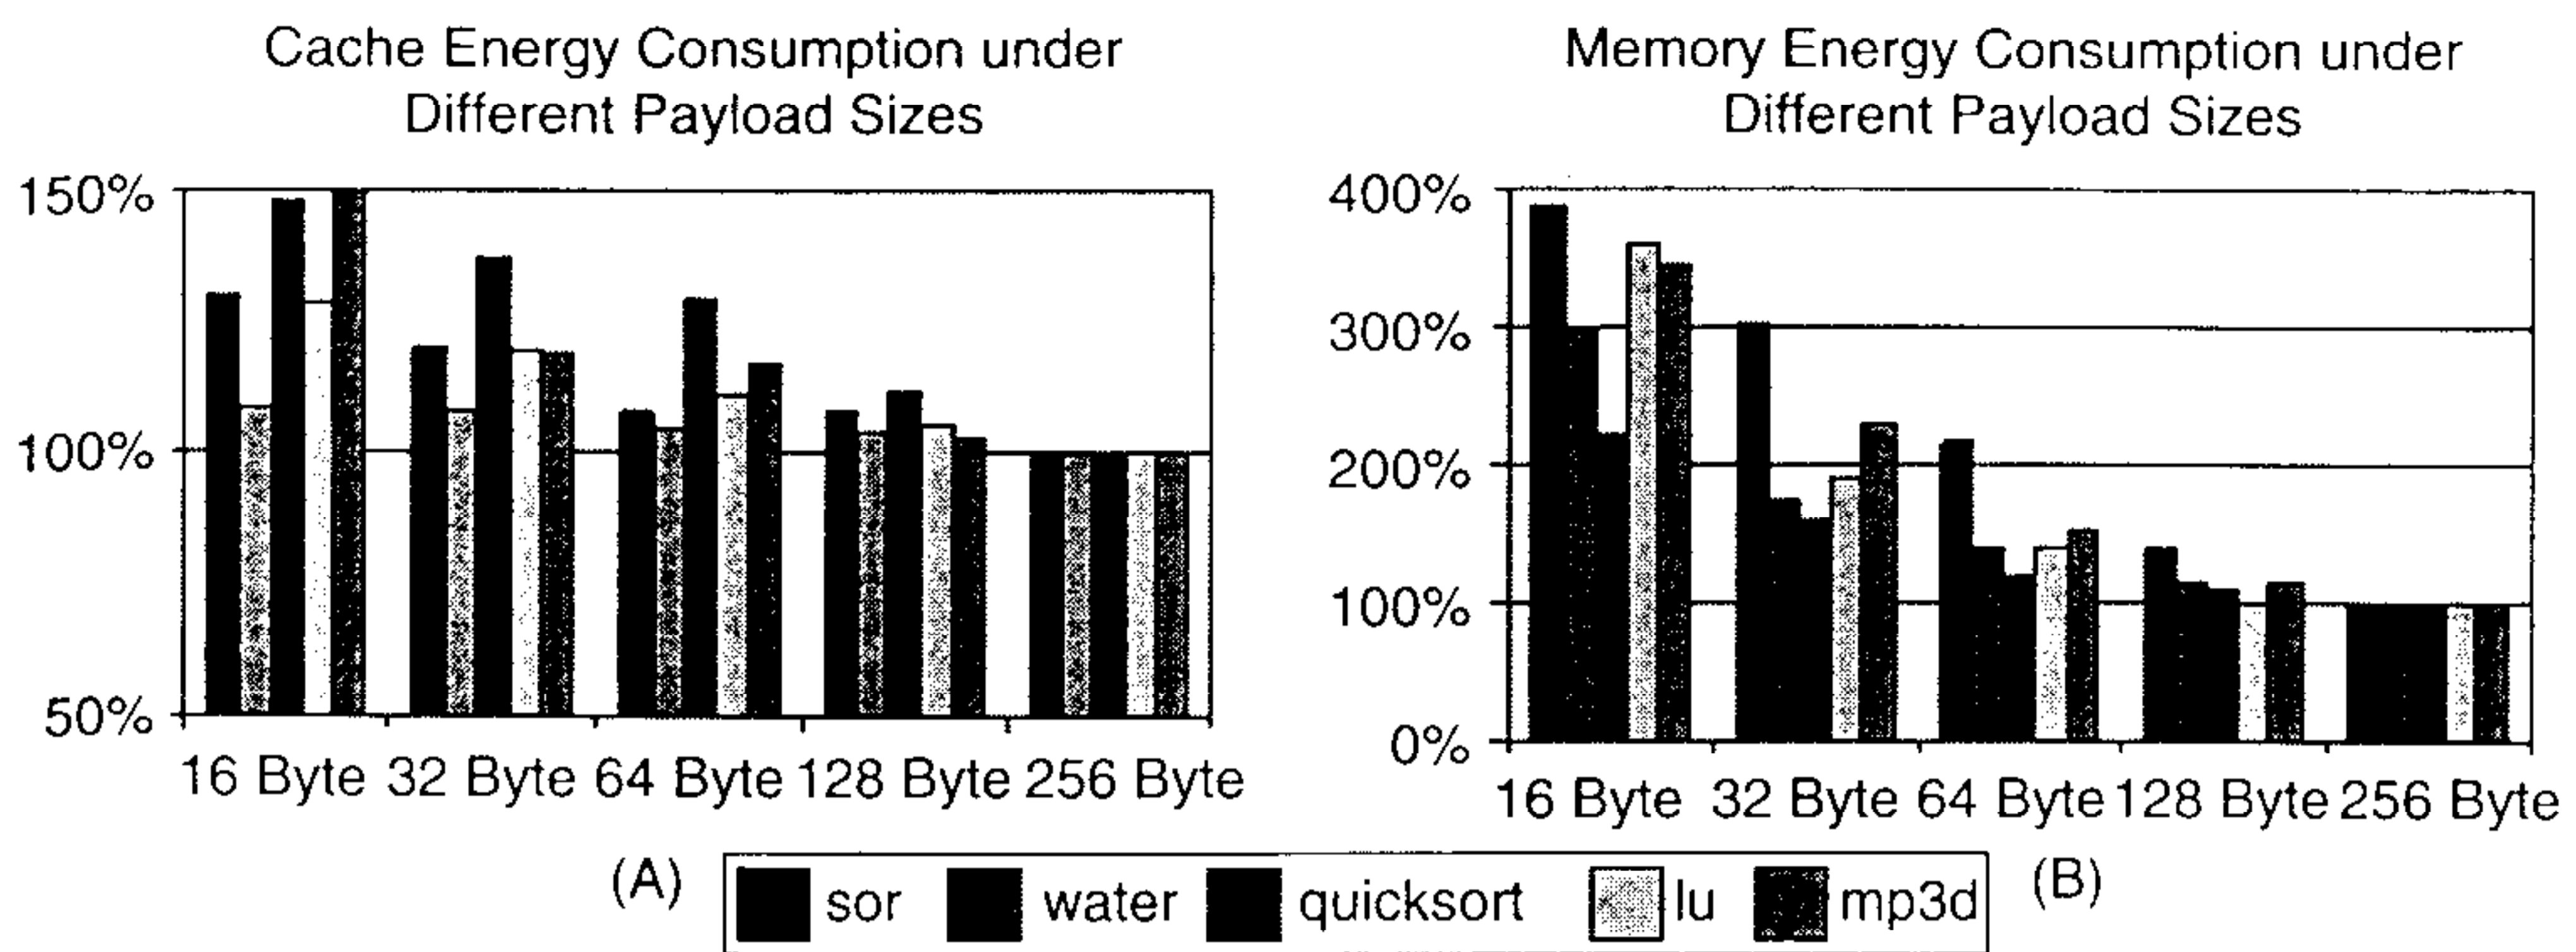 Cache Energy Consumption under
Different Payload Sizes
150%
100%
50%
16 Byte 32 Byte 64 Byte 128 Byte 256 Byte
(A)
Memory Energy Consumption under
Different Payload Sizes
400%
300%
200%
100%
0%
16 Byte 32 Byte 64 Byte 128 Byte 256 Byte
(B)
sor water quicksort lu mp3d